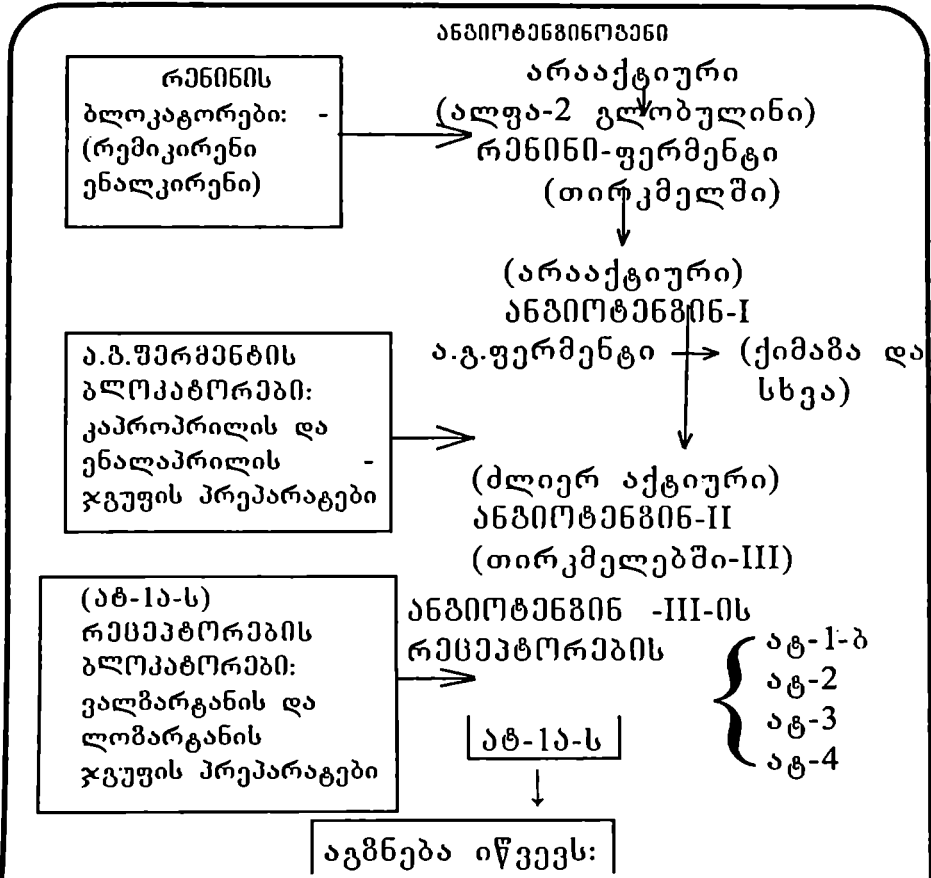 ანგიოტენზინოგენი
არააქტიური
(ალფა-2 გლობულინი)
რენინი-ფერმენტი
(თირკმელში)
რენინის
ბლოკატორები: -
(რემიკირენი
ენალკირენი)
(არააქტიური)
ანგიოტენზინ-I
ა.გ.ფერმენტი
(ქიმაზა და
სხვა)
ა.გ.ფერმენტის
ბლოკატორები:
კაპროპრილის და
ენალაპრილის -
ჯგუფის პრეპარატები
(ძლიერ აქტიური)
ანგიოტენზინ-II
(თირკმელებში-III)
(ატ-1ა-ს)
რეცეპტორების
ბლოკატორები:
ვალზარტანის და
ლოზარტანის
ჯგუფის პრეპარატები
ანგიოტენზინ -III-ის
რეცეპტორების
ატ-1-ბ
ატ-2
ატ-3
ატ-4
ატ-1ა-ს
აგზნება იწვევს: